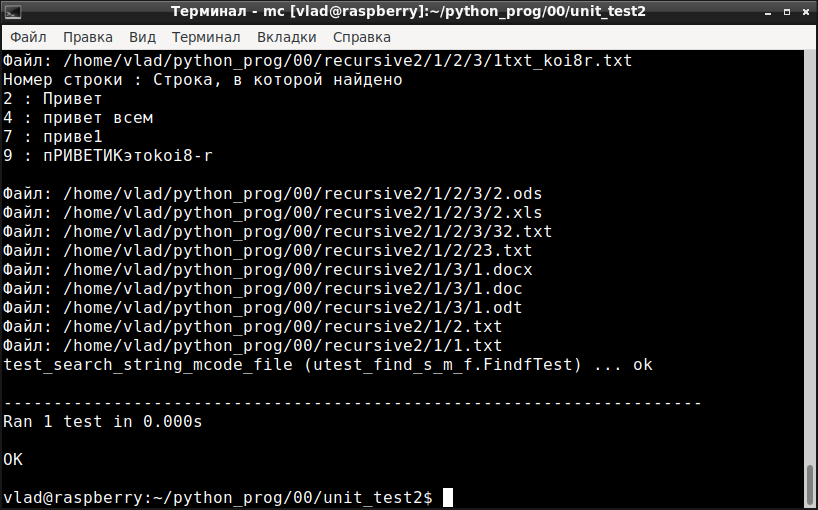 Терминал - mc [vlad@raspberry]:~/python_prog/00/unit_test2
Файл Правка Вид Терминал Вкладки Справка
Файл: /home/vlad/python_prog/00/recursive2/1/2/3/1txt_koi8r.txt
Номер строки : Строка, в которой найдено
2 : Привет
4 : привет всем
7 : приве1
9 : пРИВЕТИКэтоkoi8-r
Файл: /home/vlad/python_prog/00/recursive2/1/2/3/2.ods
Файл: /home/vlad/python_prog/00/recursive2/1/2/3/2.xls
Файл: /home/vlad/python_prog/00/recursive2/1/2/3/32.txt
Файл: /home/vlad/python_prog/00/recursive2/1/2/23.txt
Файл: /home/vlad/python_prog/00/recursive2/1/3/1.docx
Файл: /home/vlad/python_prog/00/recursive2/1/3/1.doc
Файл: /home/vlad/python_prog/00/recursive2/1/3/1.odt
Файл: /home/vlad/python_prog/00/recursive2/1/2.txt
Файл: /home/vlad/python_prog/00/recursive2/1/1.txt
test_search_string_mcode_file (utest_find_s_m_f.FindfTest) ... ok
----------------------------------------------------------------------
Ran 1 test in 0.000s
OK
vlad@raspberry:~/python_prog/00/unit_test2$